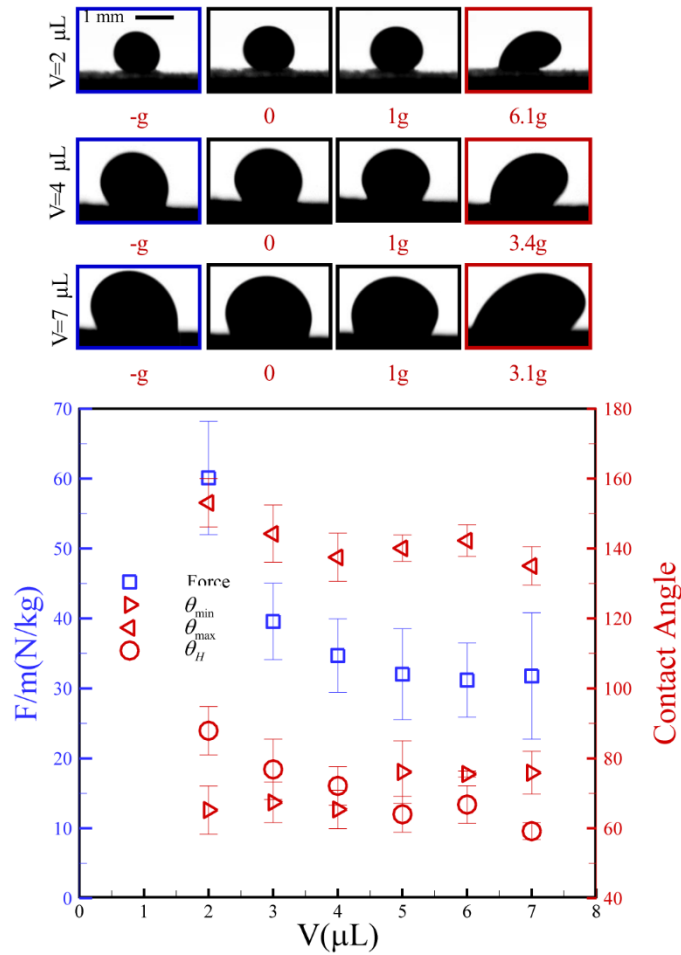 1 mm
V=2 μL
-g 0 1g 6.1g
V=4 μL
-g 0 1g 3.4g
V=7 μL
-g 0 1g 3.1g
70 180
60 160
50 140
40 120
30 100
20 80
10 60
0 40
F/m(N/kg)
Contact Angle
Force
θmin
θmax
θH
0 1 2 3 4 5 6 7 8
V(μL)